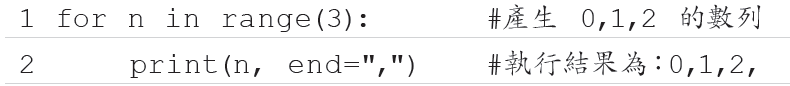 1 for n in range(3):        #產生 0,1,2 的數列
2     print(n, end=",")    #執行結果為:0,1,2,